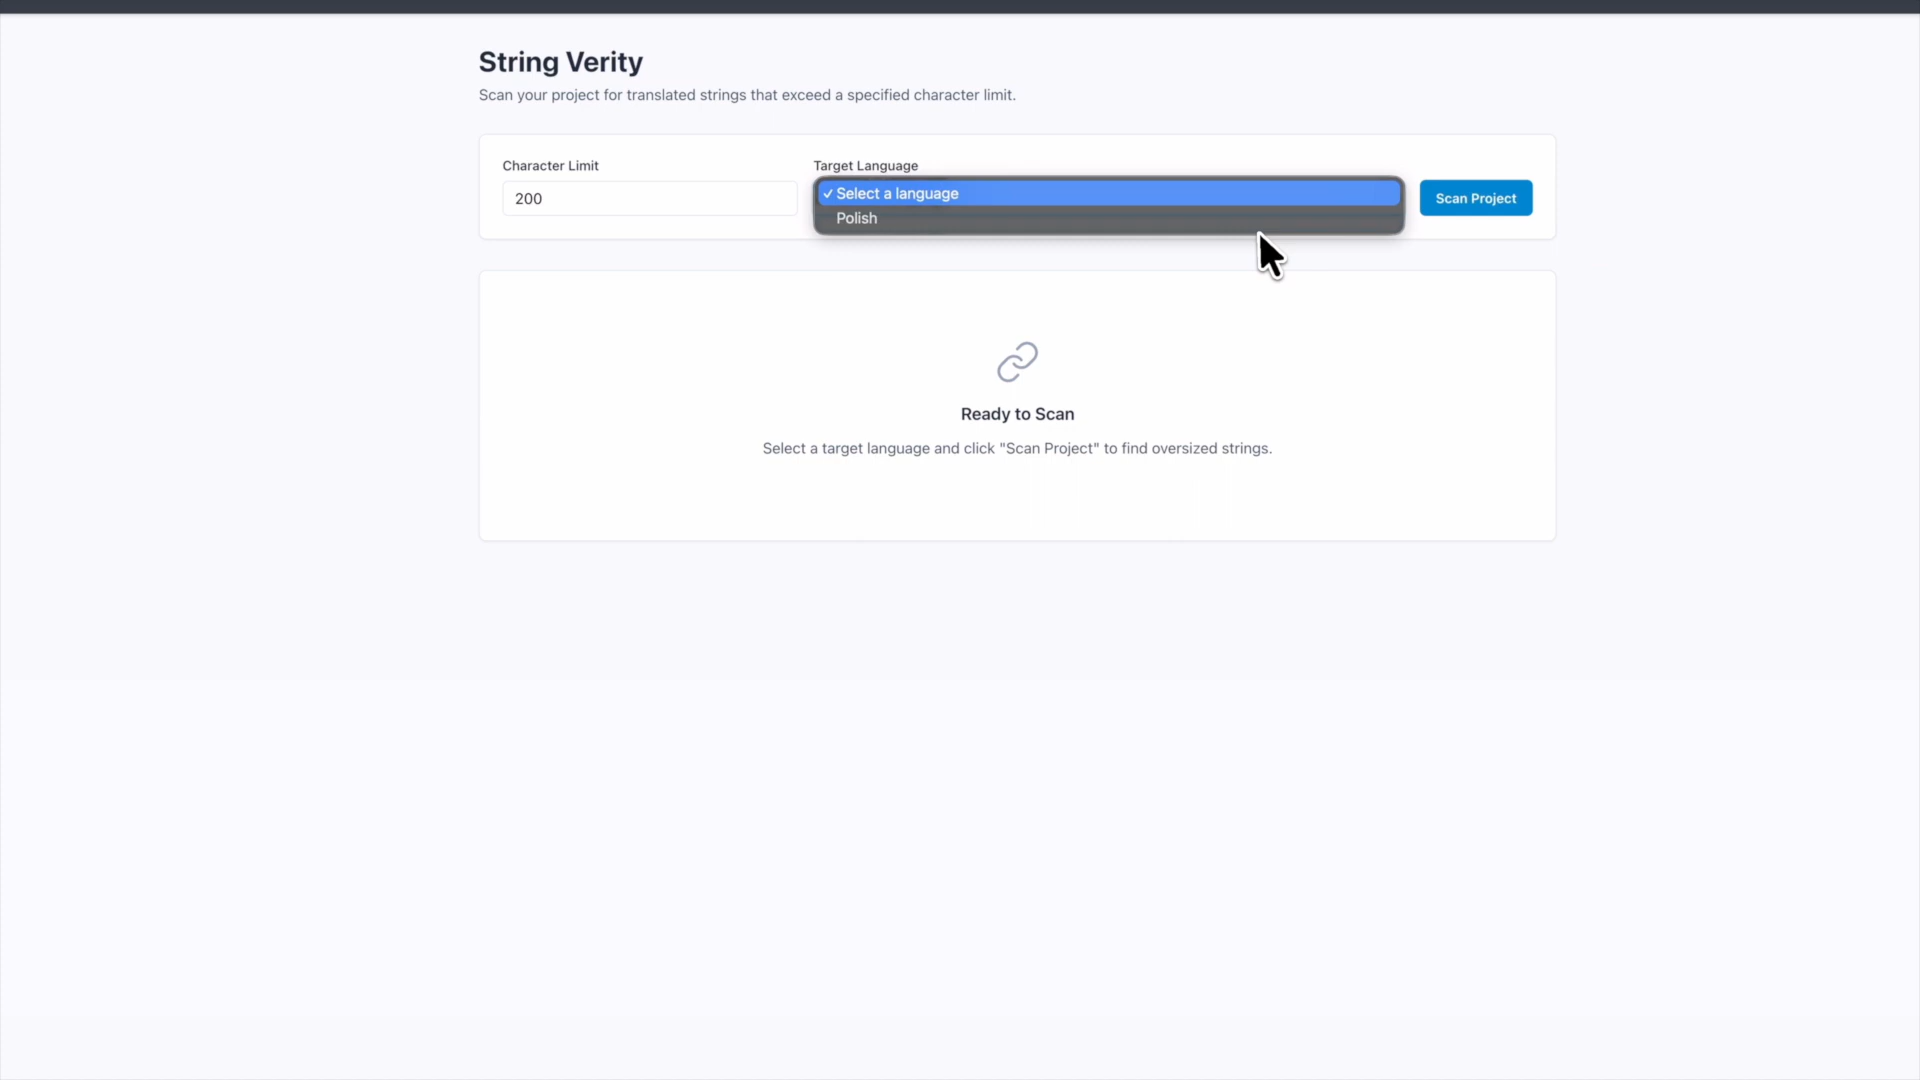 String Verity
Scan your project for translated strings that exceed a specified character limit.
Character Limit
Target Language
200
✓ Select a language
Polish
Scan Project
Ready to Scan
Select a target language and click "Scan Project" to find oversized strings.